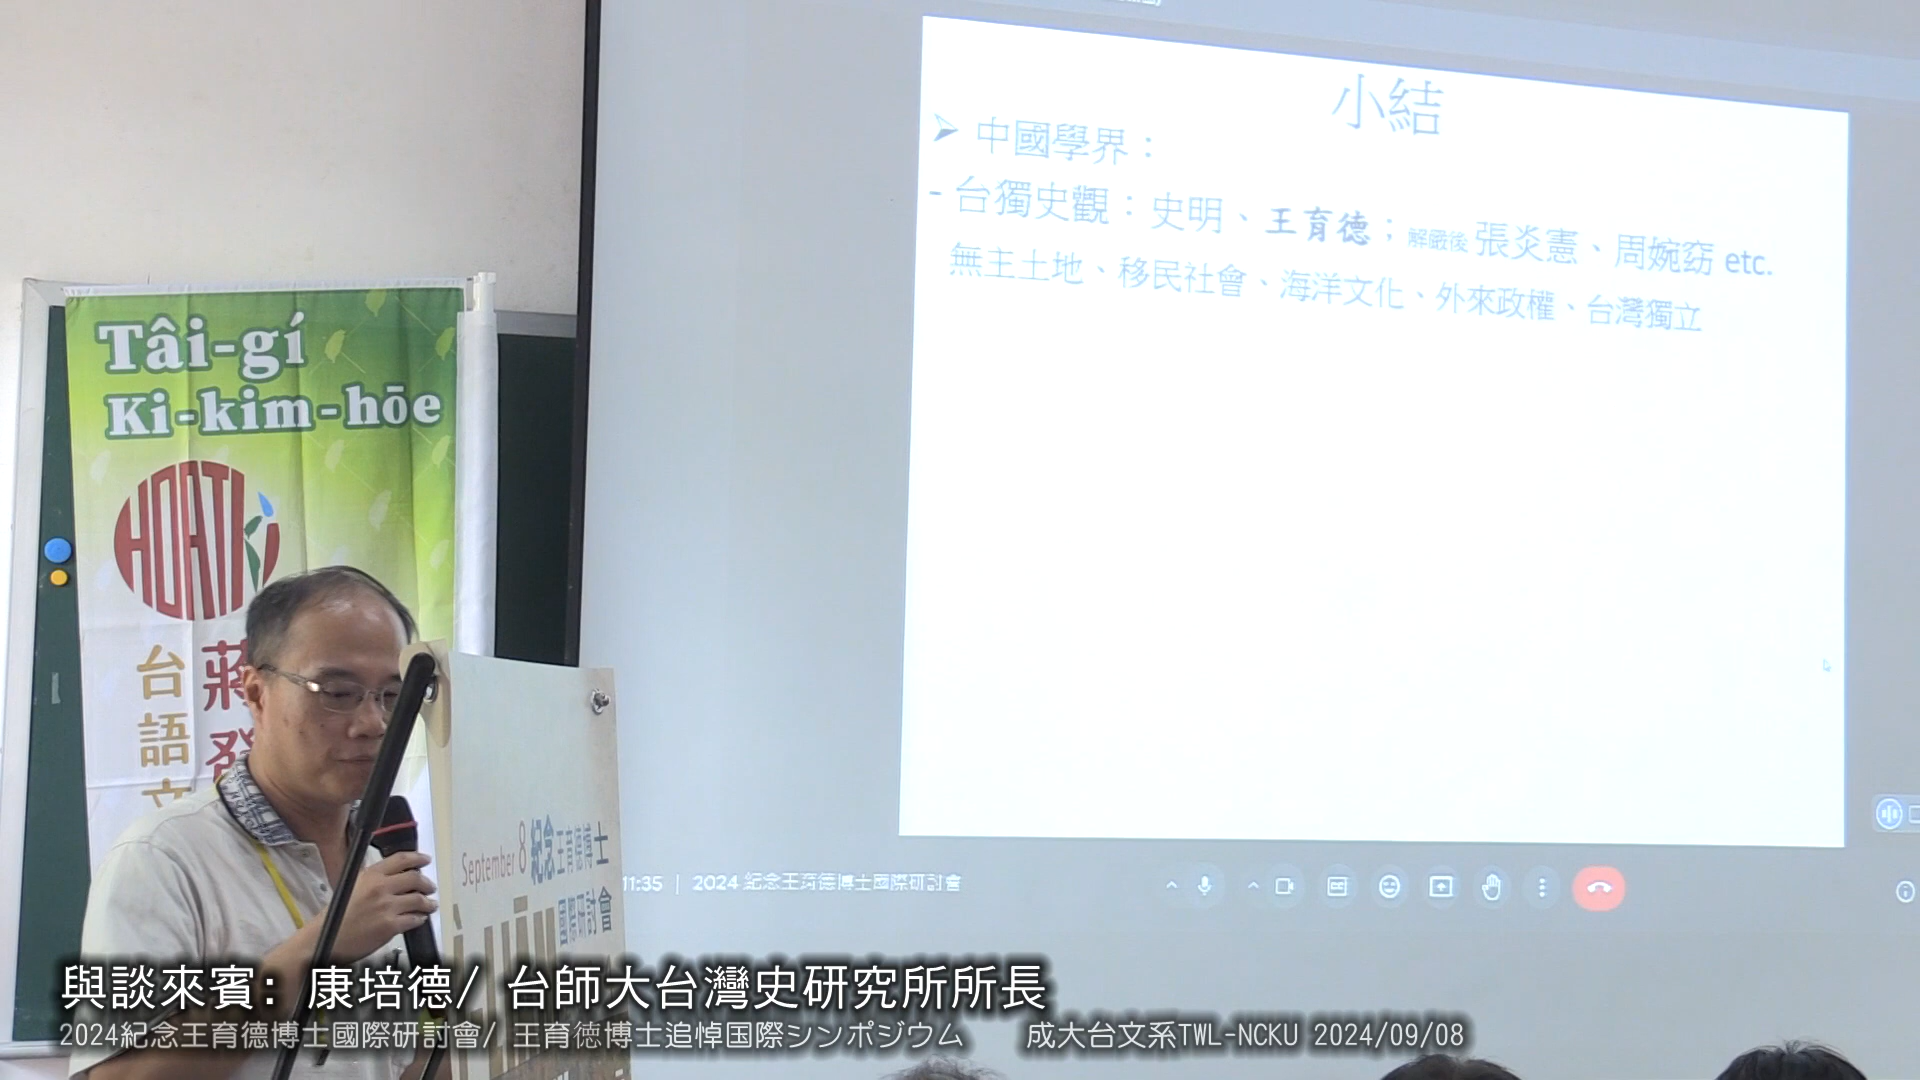 小結
➢ 中國學界：
- 台獨史觀：史明、王育德；解嚴後 張炎憲、周婉窈 etc.
無主土地、移民社會、海洋文化、外來政權、台灣獨立
Tâi-gí
Ki-kim-hōe
HOATKi
台語文
蔣發
September 8 紀念王育德博士
國際研討會
11:35 | 2024 紀念王育德博士國際研討會
與談來賓: 康培德/ 台師大台灣史研究所所長
2024紀念王育德博士國際研討會/ 王育徳博士追悼国際シンポジウム 成大台文系TWL-NCKU 2024/09/08